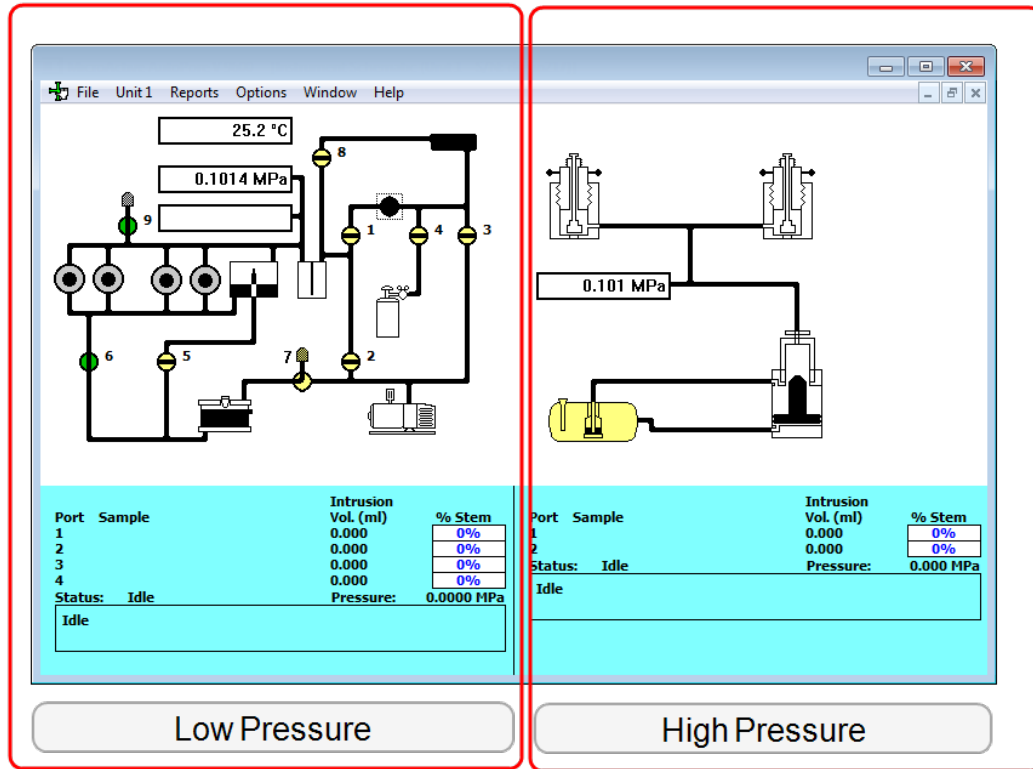 File Unit 1 Reports Options Window Help
25.2 °C
8
0.1014 MPa
9
1
4
3
0.101 MPa
6
5
7
2
Intrusion
Port Sample Vol. (ml) % Stem
1 0.000 0%
2 0.000 0%
3 0.000 0%
4 0.000 0%
Status: Idle Pressure: 0.0000 MPa
Idle
Intrusion
Port Sample Vol. (ml) % Stem
1 0.000 0%
2 0.000 0%
Status: Idle Pressure: 0.000 MPa
Idle
Low Pressure
High Pressure